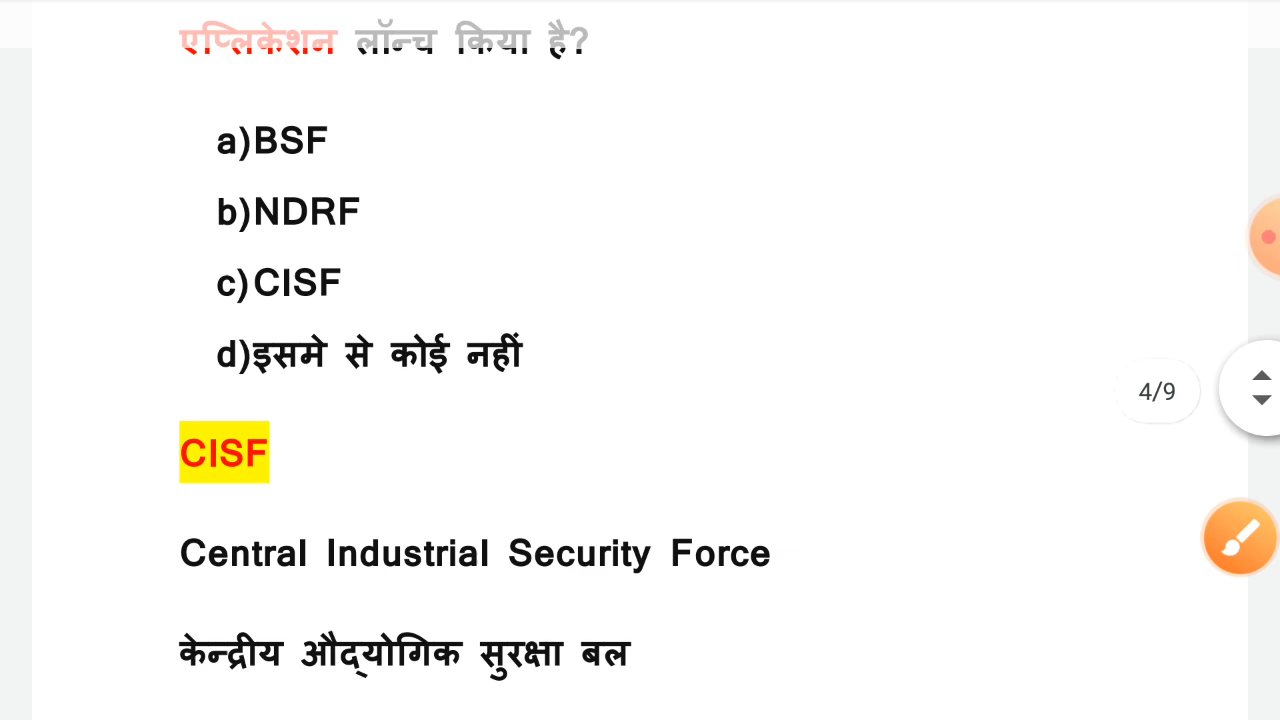 एप्लिकेशन लॉन्च किया है?
a)BSF
b)NDRF
c)CISF
d)इसमे से कोई नहीं
4/9
CISF
Central Industrial Security Force
केन्द्रीय औद्योगिक सुरक्षा बल